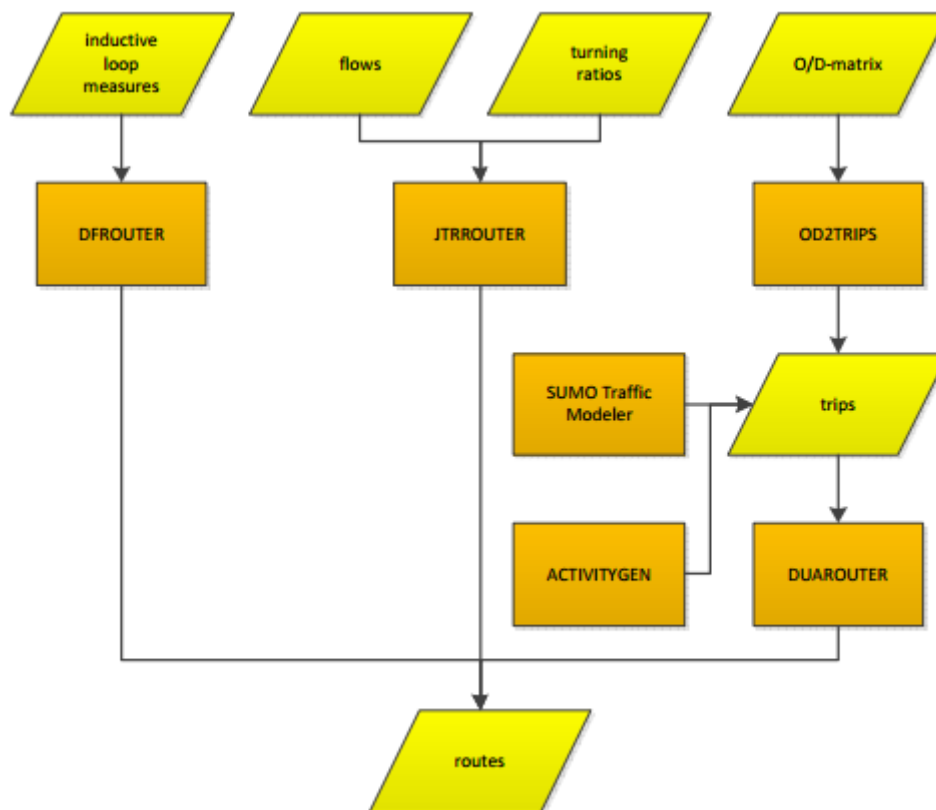 inductive
loop
measures
flows
turning
ratios
O/D-matrix
DFROUTER
JTRROUTER
OD2TRIPS
SUMO Traffic
Modeler
trips
ACTIVITYGEN
DUAROUTER
routes